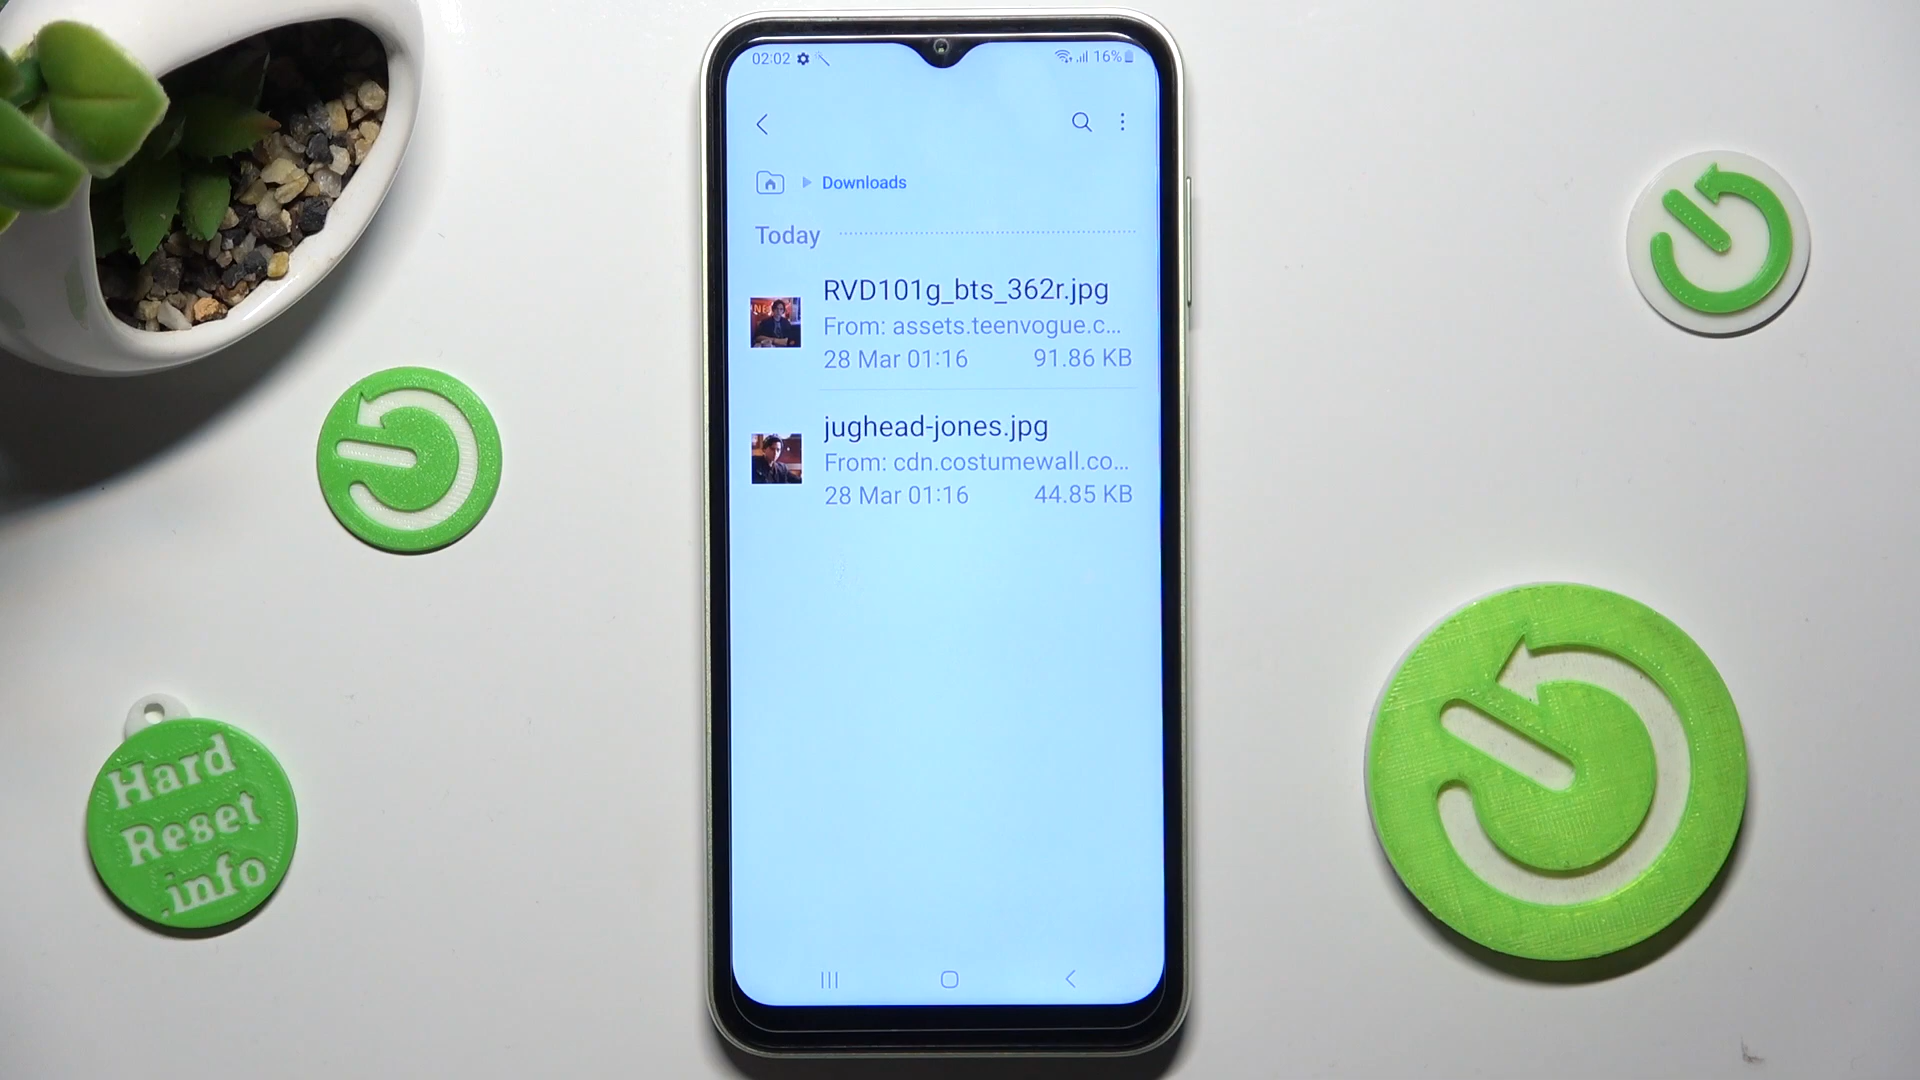 02:02
16%
Downloads
Today
RVD101g_bts_362r.jpg
From: assets.teenvogue.c...
28 Mar 01:16 91.86 KB
jughead-jones.jpg
From: cdn.costumewall.co...
28 Mar 01:16 44.85 KB
Hard
Reset
.info